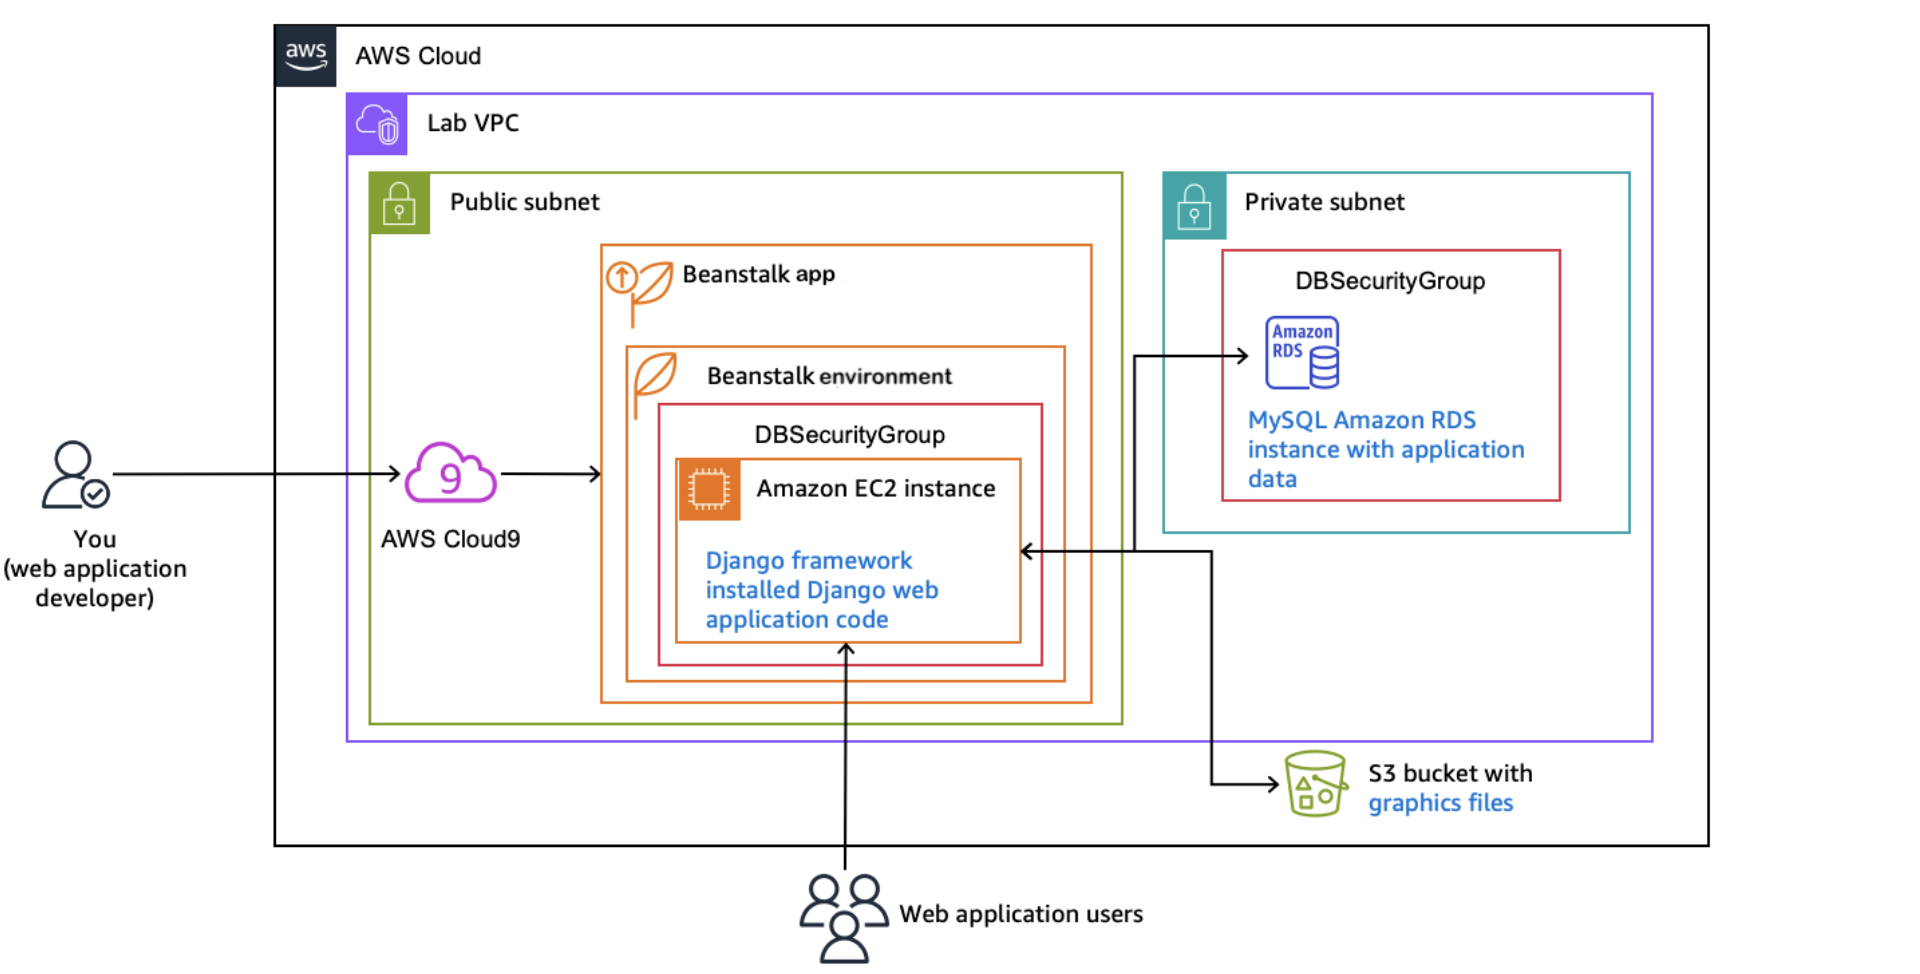 aws
AWS Cloud
Lab VPC
Public subnet
Beanstalk app
Beanstalk environment
DBSecurityGroup
Amazon EC2 instance
Django framework
installed Django web
application code
9
AWS Cloud9
You
(web application
developer)
Private subnet
DBSecurityGroup
Amazon
RDS
MySQL Amazon RDS
instance with application
data
S3 bucket with
graphics files
Web application users